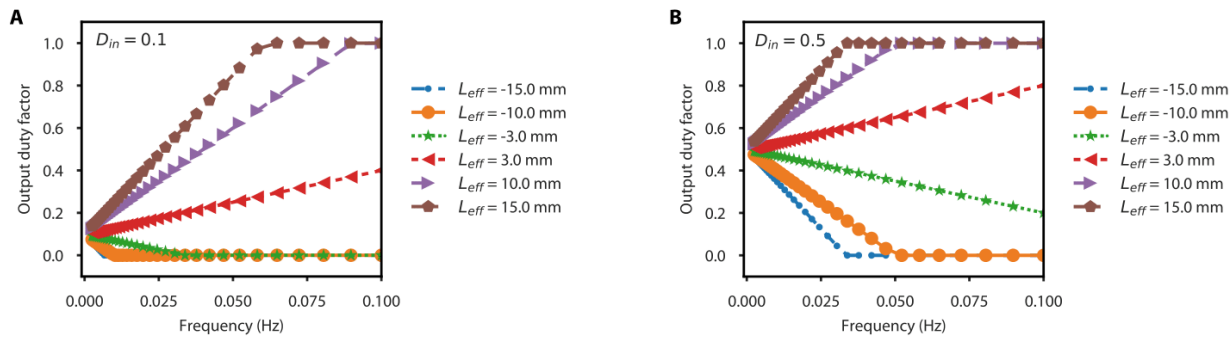 A
D_in = 0.1
1.0
0.8
0.6
0.4
0.2
0.0
Output duty factor
0.000
0.025
0.050
0.075
0.100
Frequency (Hz)
L_eff = -15.0 mm
L_eff = -10.0 mm
L_eff = -3.0 mm
L_eff = 3.0 mm
L_eff = 10.0 mm
L_eff = 15.0 mm
B
D_in = 0.5
1.0
0.8
0.6
0.4
0.2
0.0
Output duty factor
0.000
0.025
0.050
0.075
0.100
Frequency (Hz)
L_eff = -15.0 mm
L_eff = -10.0 mm
L_eff = -3.0 mm
L_eff = 3.0 mm
L_eff = 10.0 mm
L_eff = 15.0 mm